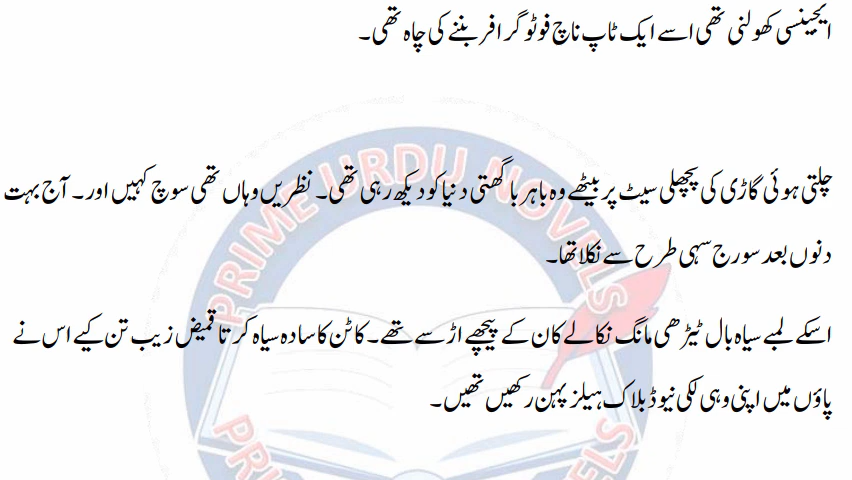 ایجینسی کھولنی تھی اسے ایک ٹاپ ناچ فوٹو گرافر بننے کی چاہ تھی۔
چلتی ہوئی گاڑی کی پچھلی سیٹ پر بیٹھے وہ باہر باگھتی دنیا کو دیکھ رہی تھی۔ نظریں وہاں تھی سوچ کہیں اور۔ آج بہت
دنوں بعد سورج سہی طرح سے نکلا تھا۔
اسکے لمبے سیاہ بال ٹیڑھی مانگ نکالے کان کے پیچھے اڑسے تھے۔ کاٹن کا سادہ سیاہ کرتا قمیض زیب تن کیے اس نے
پاؤں میں اپنی وہی لکی نیوڈ بلاک ہیلز پہن رکھیں تھیں۔
PRIME URDU NOVELS